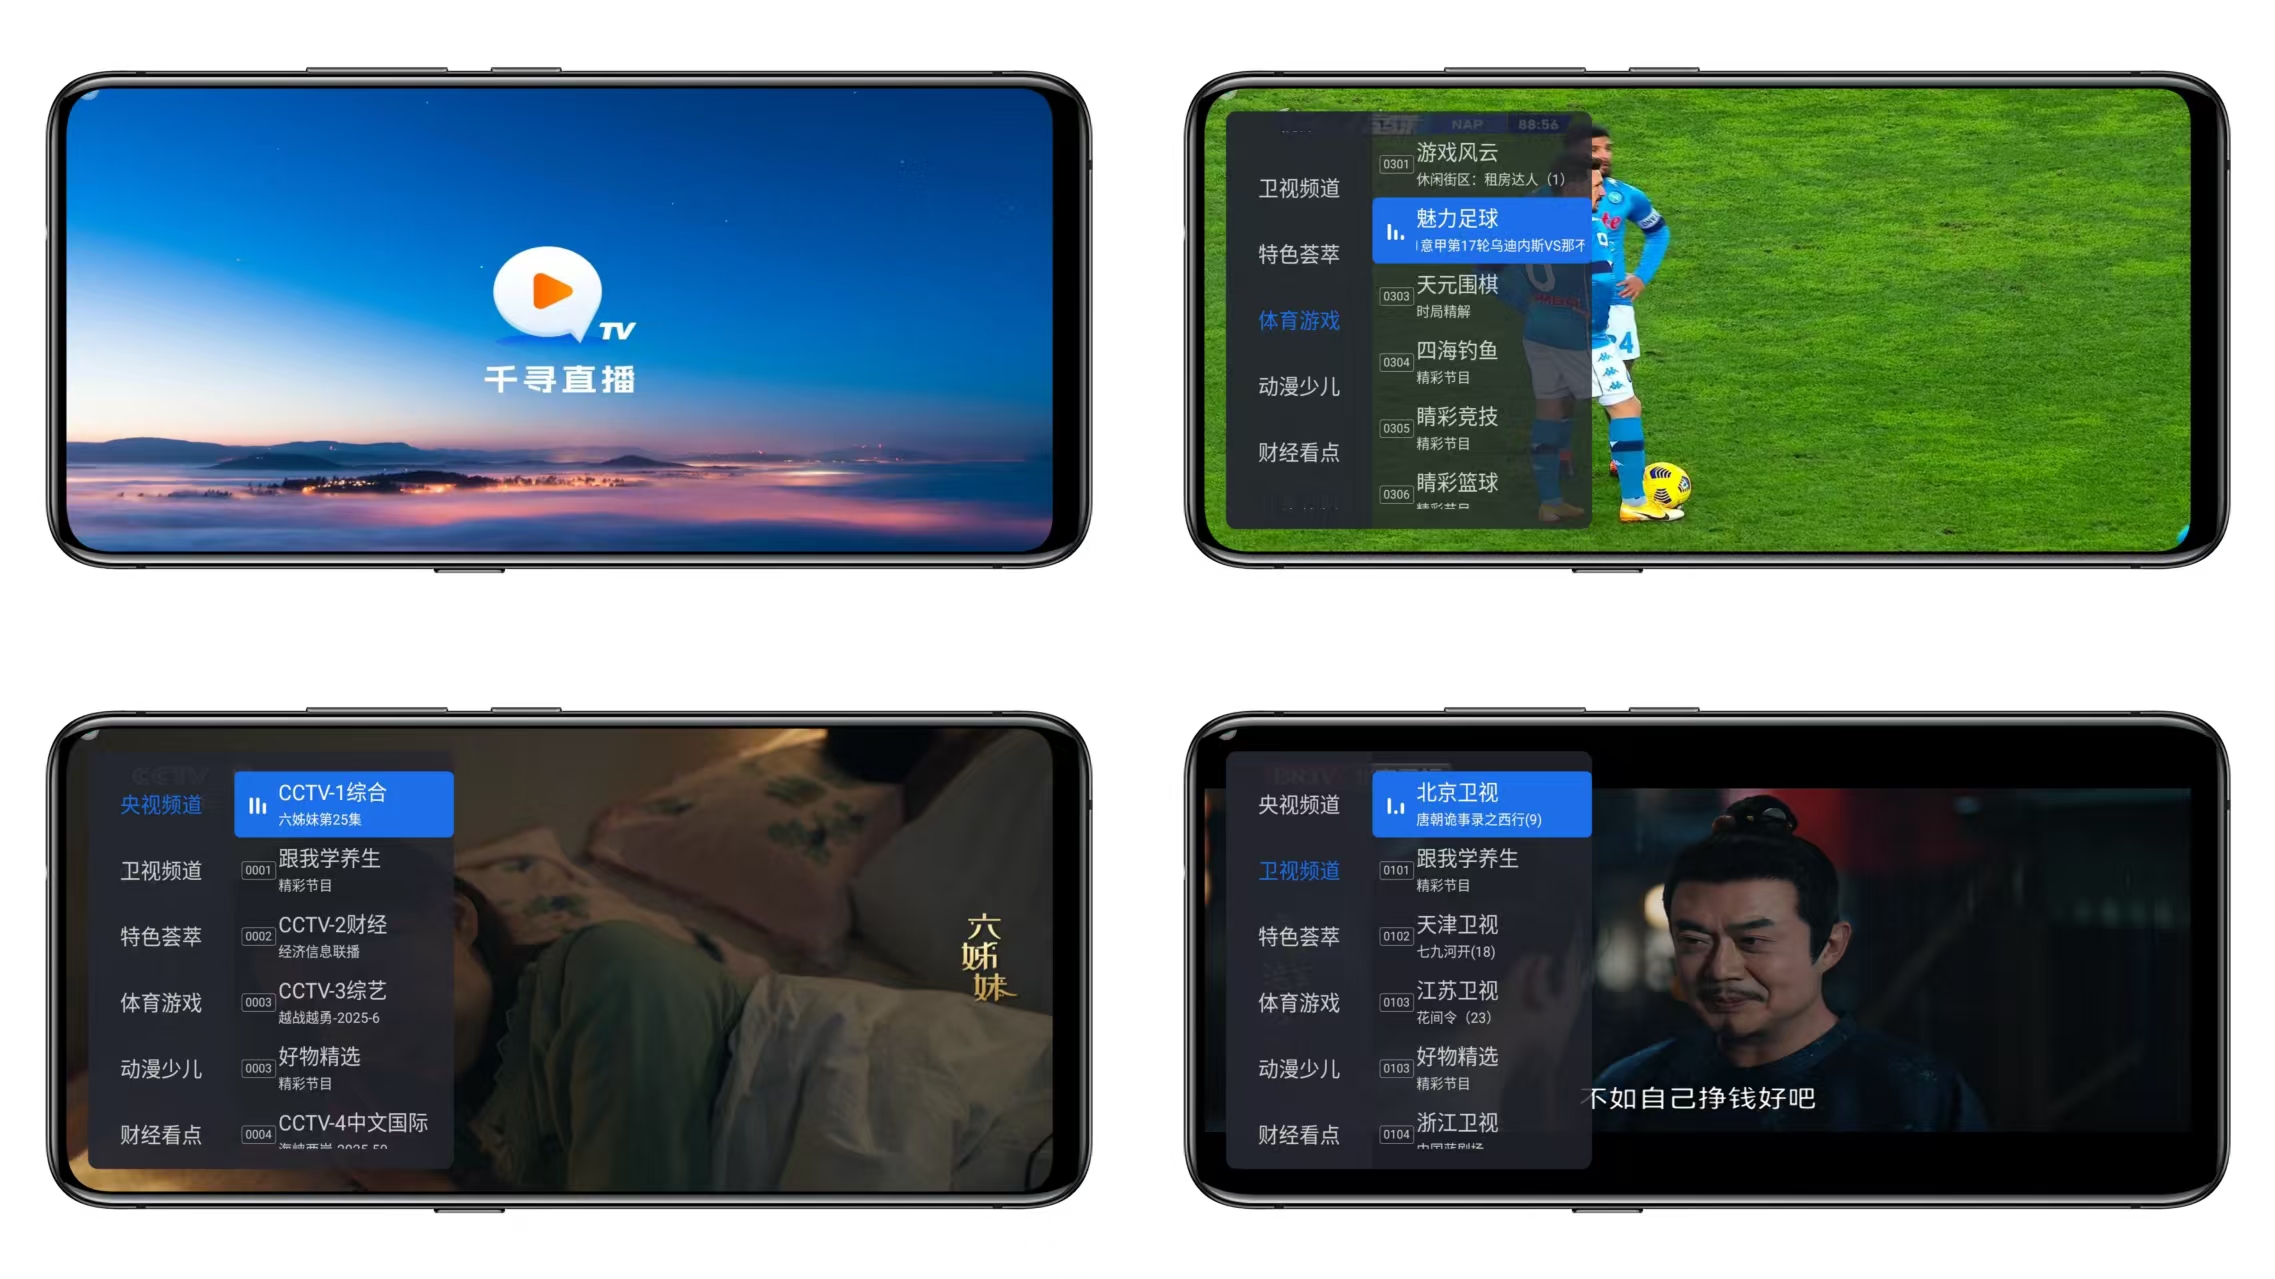 TV
千寻直播
NAP 88:56
卫视频道
特色荟萃
体育游戏
动漫少儿
财经看点
0301 游戏风云
休闲街区：租房达人（1）
魅力足球
意甲第17轮乌迪内斯VS那不
0303 天元围棋
时局精解
0304 四海钓鱼
精彩节目
0305 睛彩竞技
精彩节目
0306 睛彩篮球
精彩节目
4
CCTV
央视频道
卫视频道
特色荟萃
体育游戏
动漫少儿
财经看点
CCTV-1综合
六姊妹第25集
0001 跟我学养生
精彩节目
0002 CCTV-2财经
经济信息联播
0003 CCTV-3综艺
越战越勇-2025-6
0003 好物精选
精彩节目
0004 CCTV-4中文国际
六
姊
妹
央视频道
卫视频道
特色荟萃
体育游戏
动漫少儿
财经看点
北京卫视
唐朝诡事录之西行(9)
0101 跟我学养生
精彩节目
0102 天津卫视
七九河开(18)
0103 江苏卫视
花间令（23）
0103 好物精选
精彩节目
0104 浙江卫视
不如自己挣钱好吧